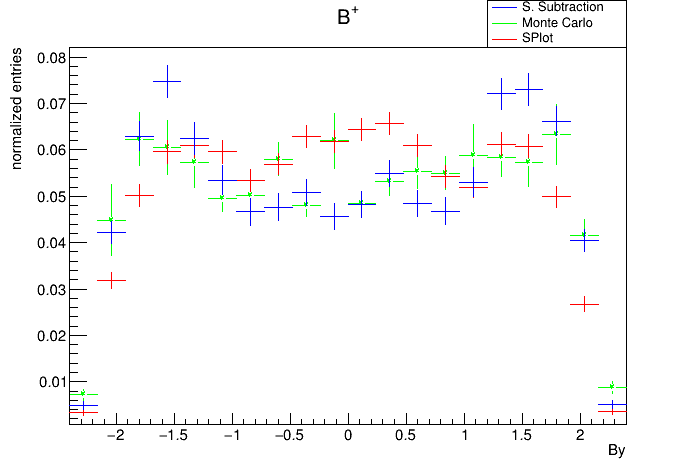 B+
S. Subtraction
Monte Carlo
SPlot
normalized entries
0.08
0.07
0.06
0.05
0.04
0.03
0.02
0.01
−2 −1.5 −1 −0.5 0 0.5 1 1.5 2
By